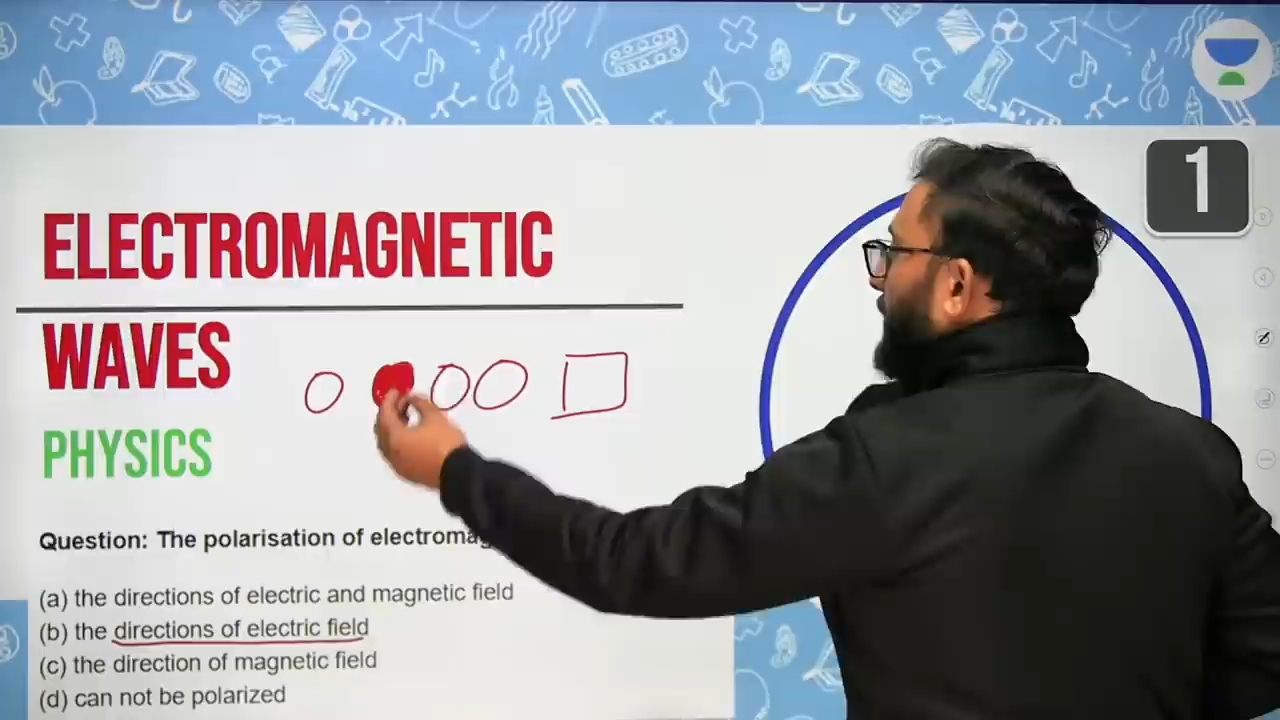 1
ELECTROMAGNETIC
WAVES
PHYSICS
Question: The polarisation of
(a) the directions of electric and magnetic field
(b) the directions of electric field
(c) the direction of magnetic field
(d) can not be polarized